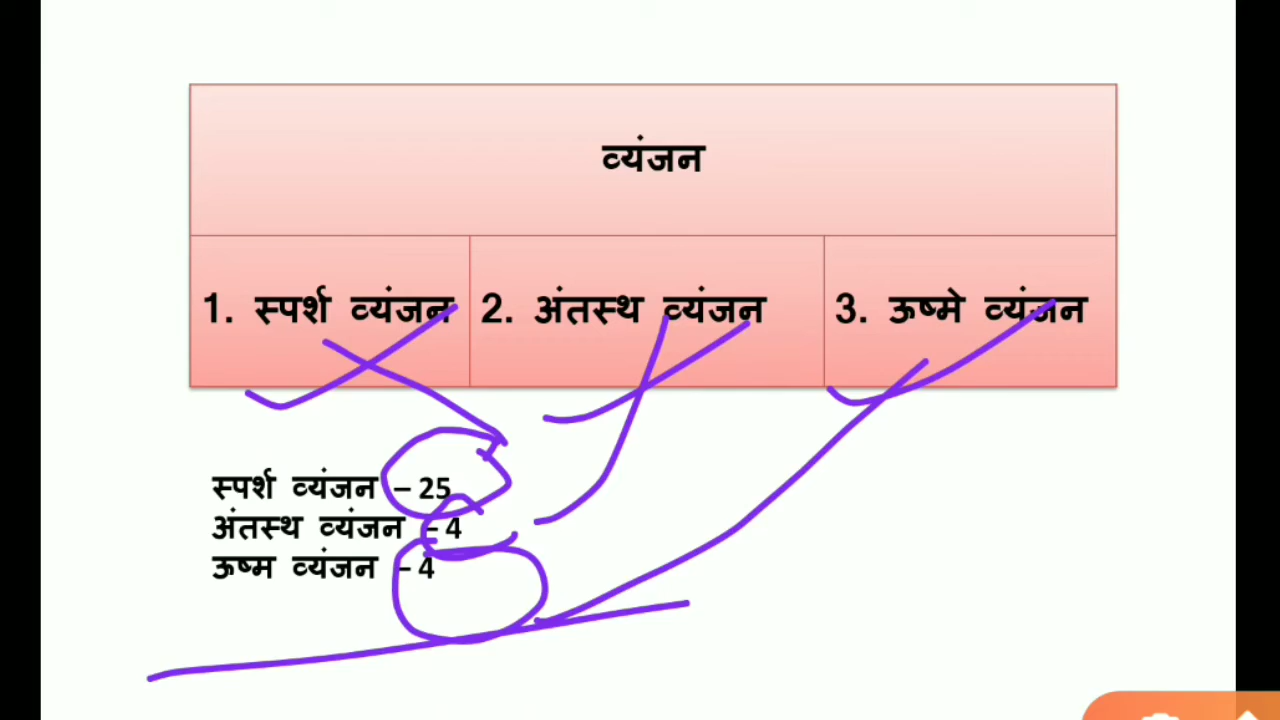 व्यंजन
1. स्पर्श व्यंजन 2. अंतस्थ व्यंजन 3. ऊष्मे व्यंजन
स्पर्श व्यंजन – 25
अंतस्थ व्यंजन – 4
ऊष्म व्यंजन – 4